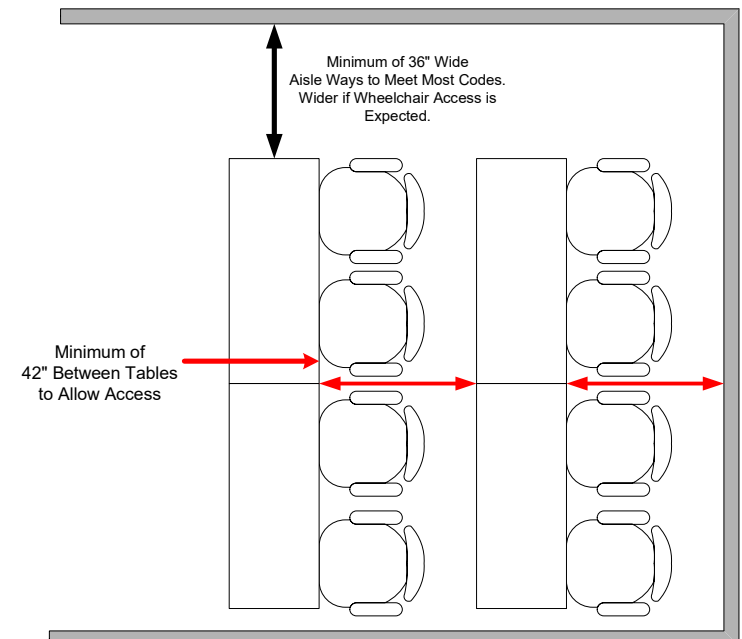 Minimum of 36" Wide
Aisle Ways to Meet Most Codes.
Wider if Wheelchair Access is
Expected.
Minimum of
42" Between Tables
to Allow Access